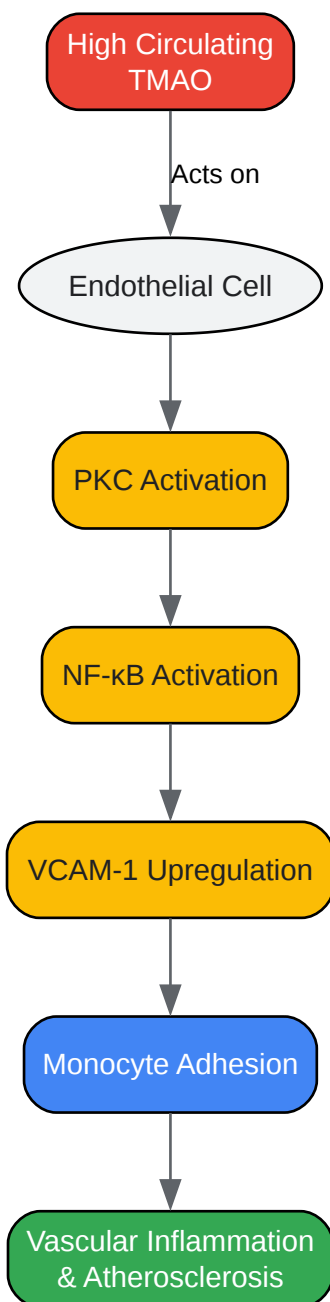 High Circulating
TMAO
Acts on
Endothelial Cell
PKC Activation
NF-κB Activation
VCAM-1 Upregulation
Monocyte Adhesion
Vascular Inflammation
& Atherosclerosis